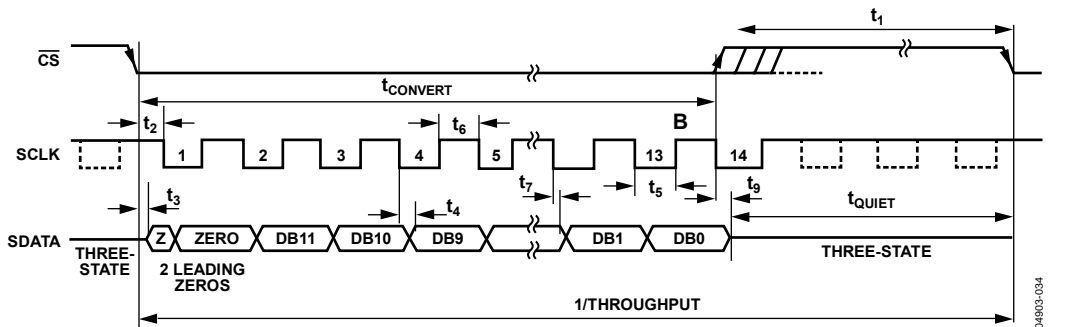 t1
CS
tCONVERT
t2
t6
B
SCLK
1
2
3
4
5
13
14
t3
t4
t7
t5
t9
tQUIET
SDATA
Z
ZERO
DB11
DB10
DB9
DB1
DB0
THREE-
STATE
2 LEADING
ZEROS
THREE-STATE
1/THROUGHPUT
04903-034